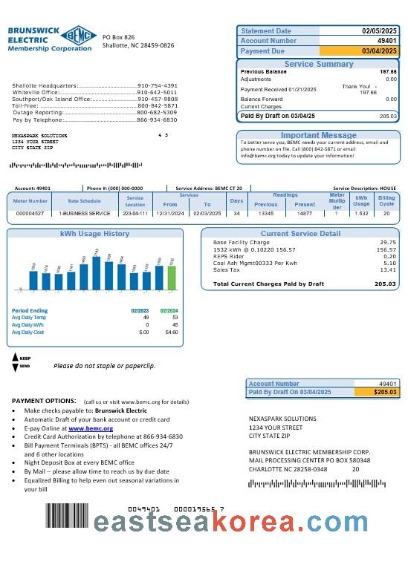 BRUNSWICK
ELECTRIC
BEMC
Membership Corporation
PO Box 826
Shallotte, NC 28459-0826
Statement Date 02/05/2025
Account Number 49401
Payment Due 03/04/2025
Service Summary
Previous Balance 197.68
Adjustments 0.00
Payment Received 01/21/2025 Thank You! - 197.68
Balance Forward 0.00
Current Charges
Paid By Draft On 03/04/25 205.03
Shallotte Headquarters: 910-754-4391
Whiteville Office: 910-642-5011
Southport/Oak Island Office: 910-457-9808
Toll-Free: 800-842-5871
Outage Reporting: 800-682-5309
Pay by Telephone: 866-934-6830
Important Message
To better serve you, BEMC needs your current address, email and
phone number on file. Call (800) 842-5871 or email
info@bemc.org today to update your information!
NEXASPARK SOLUTIONS 4 3
1234 YOUR STREET
CITY STATE ZIP
Account# 49401 Phone #: (000) 000-0000 Service Address: BEMC CT 20 Service Description: HOUSE
Meter Number Rate Schedule Service Location Services From To Days Readings Previous Present Meter Multiplier kWh Usage Billing Cycle
000004527 1-BUSINESS SERVICE 12/31/2024 02/03/2025 34 13345 14877 1,532 20
kWh Usage History
Period Ending 02/2023 02/2024
Avg Daily Temp 49 53
Avg Daily kWh 0 45
Avg Daily Cost $.00 $4.60
Current Service Detail
Base Facility Charge 29.75
1532 kWh @ 0.10220 156.57 156.57
REPS Rider 0.20
Coal Ash Mgmt00333 Per Kwh 5.10
Sales Tax 13.41
Total Current Charges Paid by Draft 205.03
KEEP
SEND
Please do not staple or paperclip.
Account Number 49401
Paid By Draft On 03/04/2025 $205.03
PAYMENT OPTIONS: (call us or visit www.bemc.org for details)
• Make checks payable to: Brunswick Electric
• Automatic Draft of your bank account or credit card
• E-pay Online at www.bemc.org
• Credit Card Authorization by telephone at 866-934-6830
• Bill Payment Terminals (BPTS) - all BEMC offices 24/7
and 6 other locations
• Night Deposit Box at every BEMC office
• By Mail -- please allow time to reach us by due date
• Equalized Billing to help even out seasonal variations in
your bill
NEXASPARK SOLUTIONS
1234 YOUR STREET
CITY STATE ZIP
BRUNSWICK ELECTRIC MEMBERSHIP CORP.
MAIL PROCESSING CENTER PO BOX 580348
CHARLOTTE NC 28258-0348 20
0049401 000019565 7
eastseakorea.com